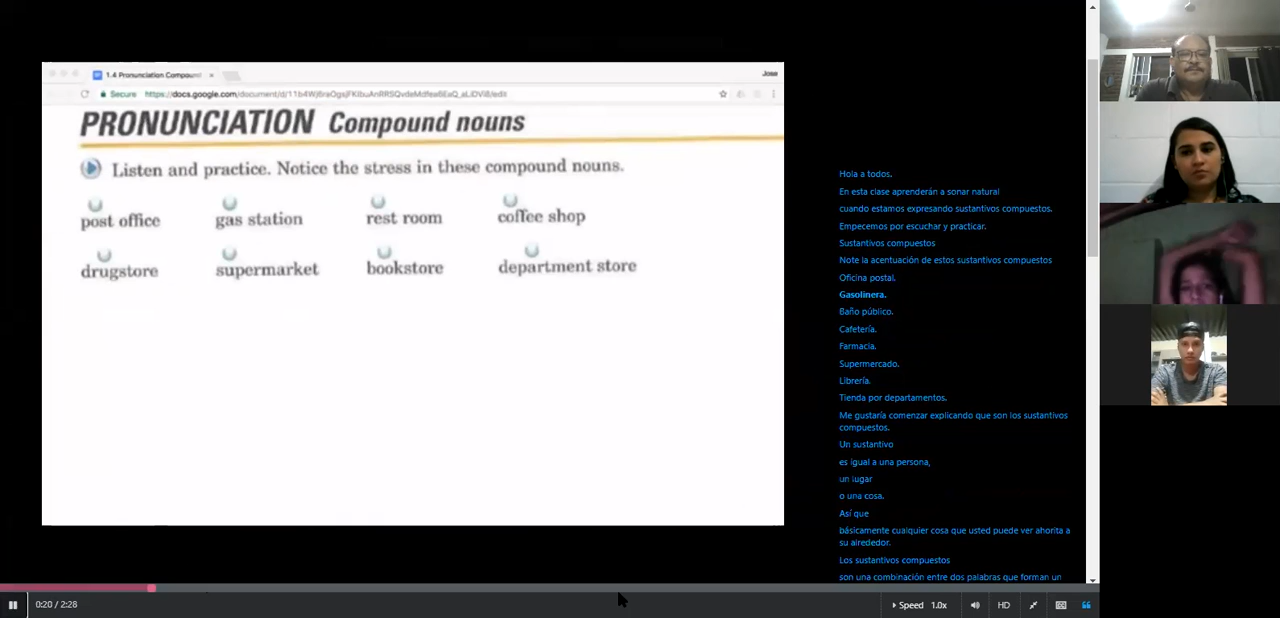 1.4 Pronunciation Compound
Jose
Secure
PRONUNCIATION Compound nouns
Listen and practice. Notice the stress in these compound nouns.
post office gas station rest room coffee shop
drugstore supermarket bookstore department store
Hola a todos.
En esta clase aprenderán a sonar natural
cuando estamos expresando sustantivos compuestos.
Empecemos por escuchar y practicar.
Sustantivos compuestos
Note la acentuación de estos sustantivos compuestos
Oficina postal.
Gasolinera.
Baño público.
Cafetería.
Farmacia.
Supermercado.
Librería.
Tienda por departamentos.
Me gustaría comenzar explicando que son los sustantivos
compuestos.
Un sustantivo
es igual a una persona,
un lugar
o una cosa.
Así que
básicamente cualquier cosa que usted puede ver ahorita a
su alrededor.
Los sustantivos compuestos
son una combinación entre dos palabras que forman un
0:20 / 2:28
Speed 1.0x
HD